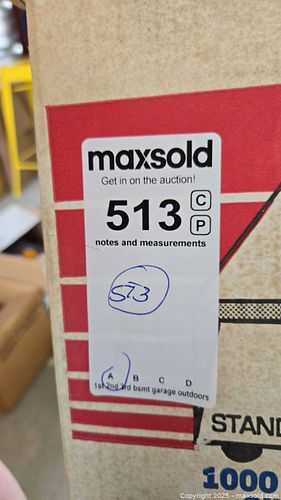 maxsold
Get in on the auction!
513 C
P
notes and measurements
ST3
A B C D
1st 2nd 3rd bsmt garage outdoors
STAND
1000
Copyright © 2025 - maxsold.com